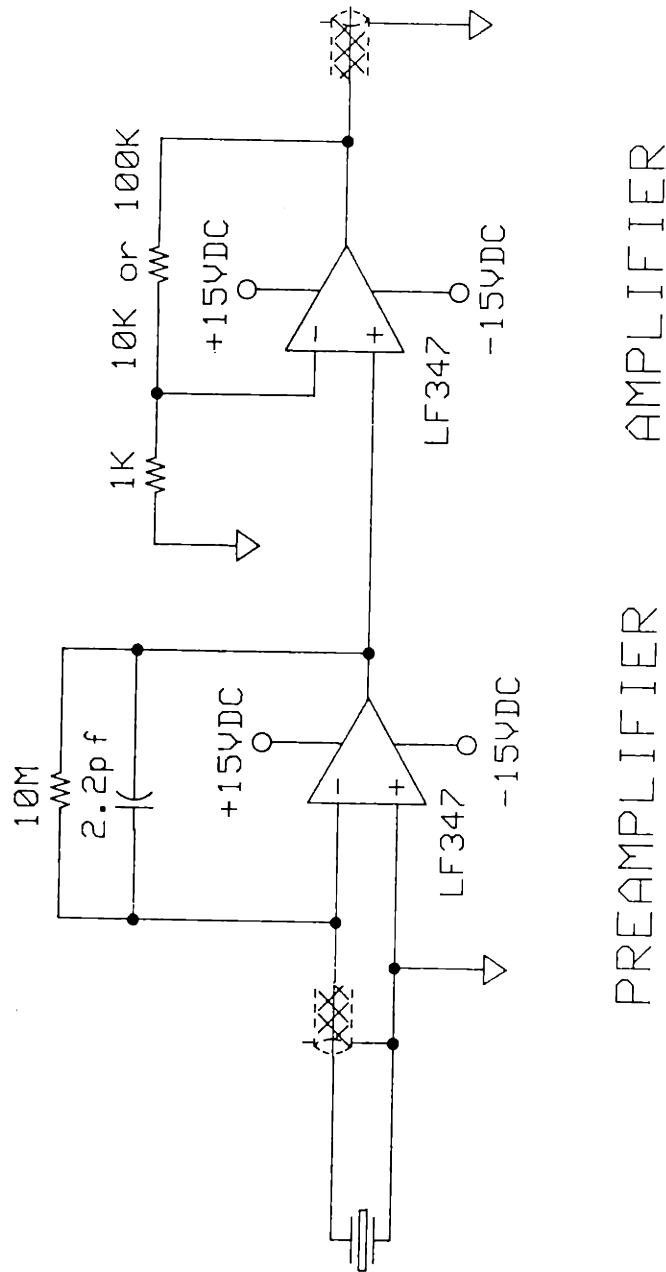 10M
2.2pf
+15VDC
−
+
LF347
-15VDC
PREAMPLIFIER
1K
10K or 100K
+15VDC
−
+
LF347
-15VDC
AMPLIFIER